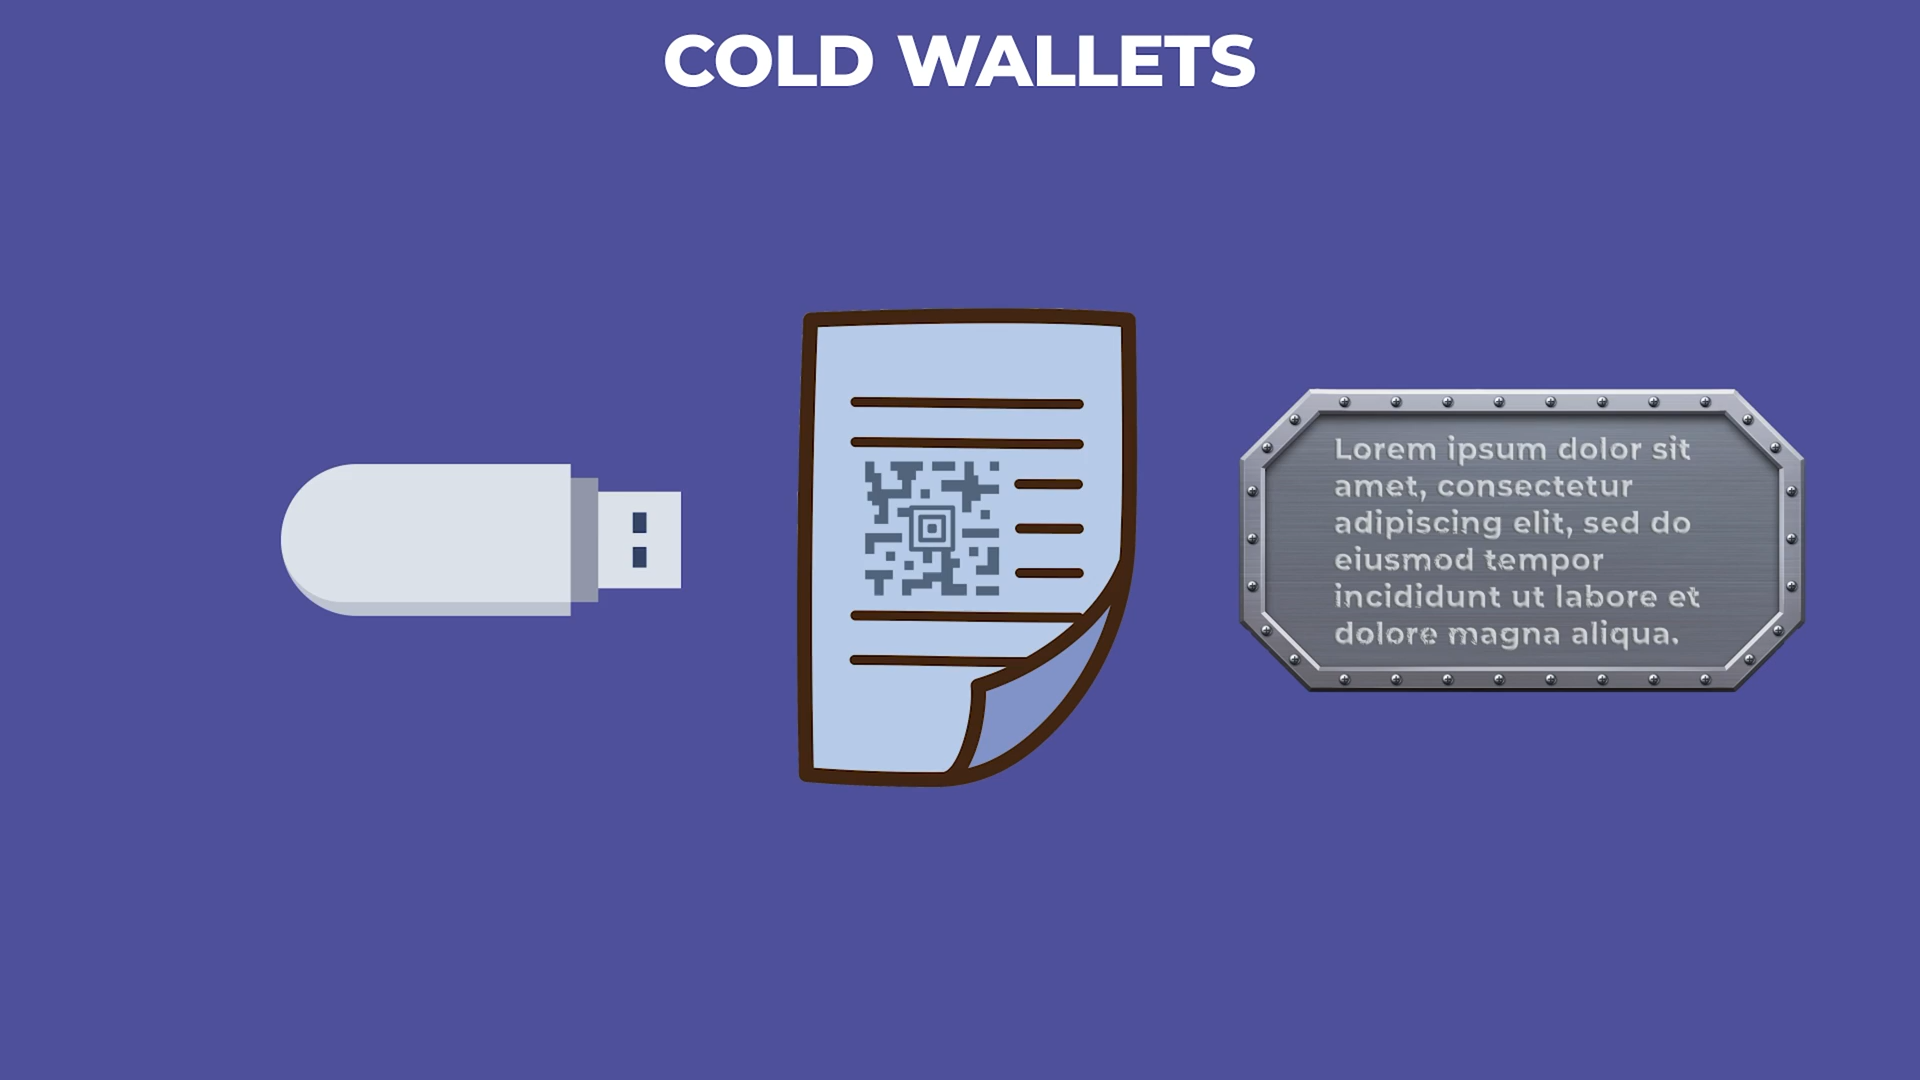 COLD WALLETS
Lorem ipsum dolor sit
amet, consectetur
adipiscing elit, sed do
eiusmod tempor
incididunt ut labore et
dolore magna aliqua.